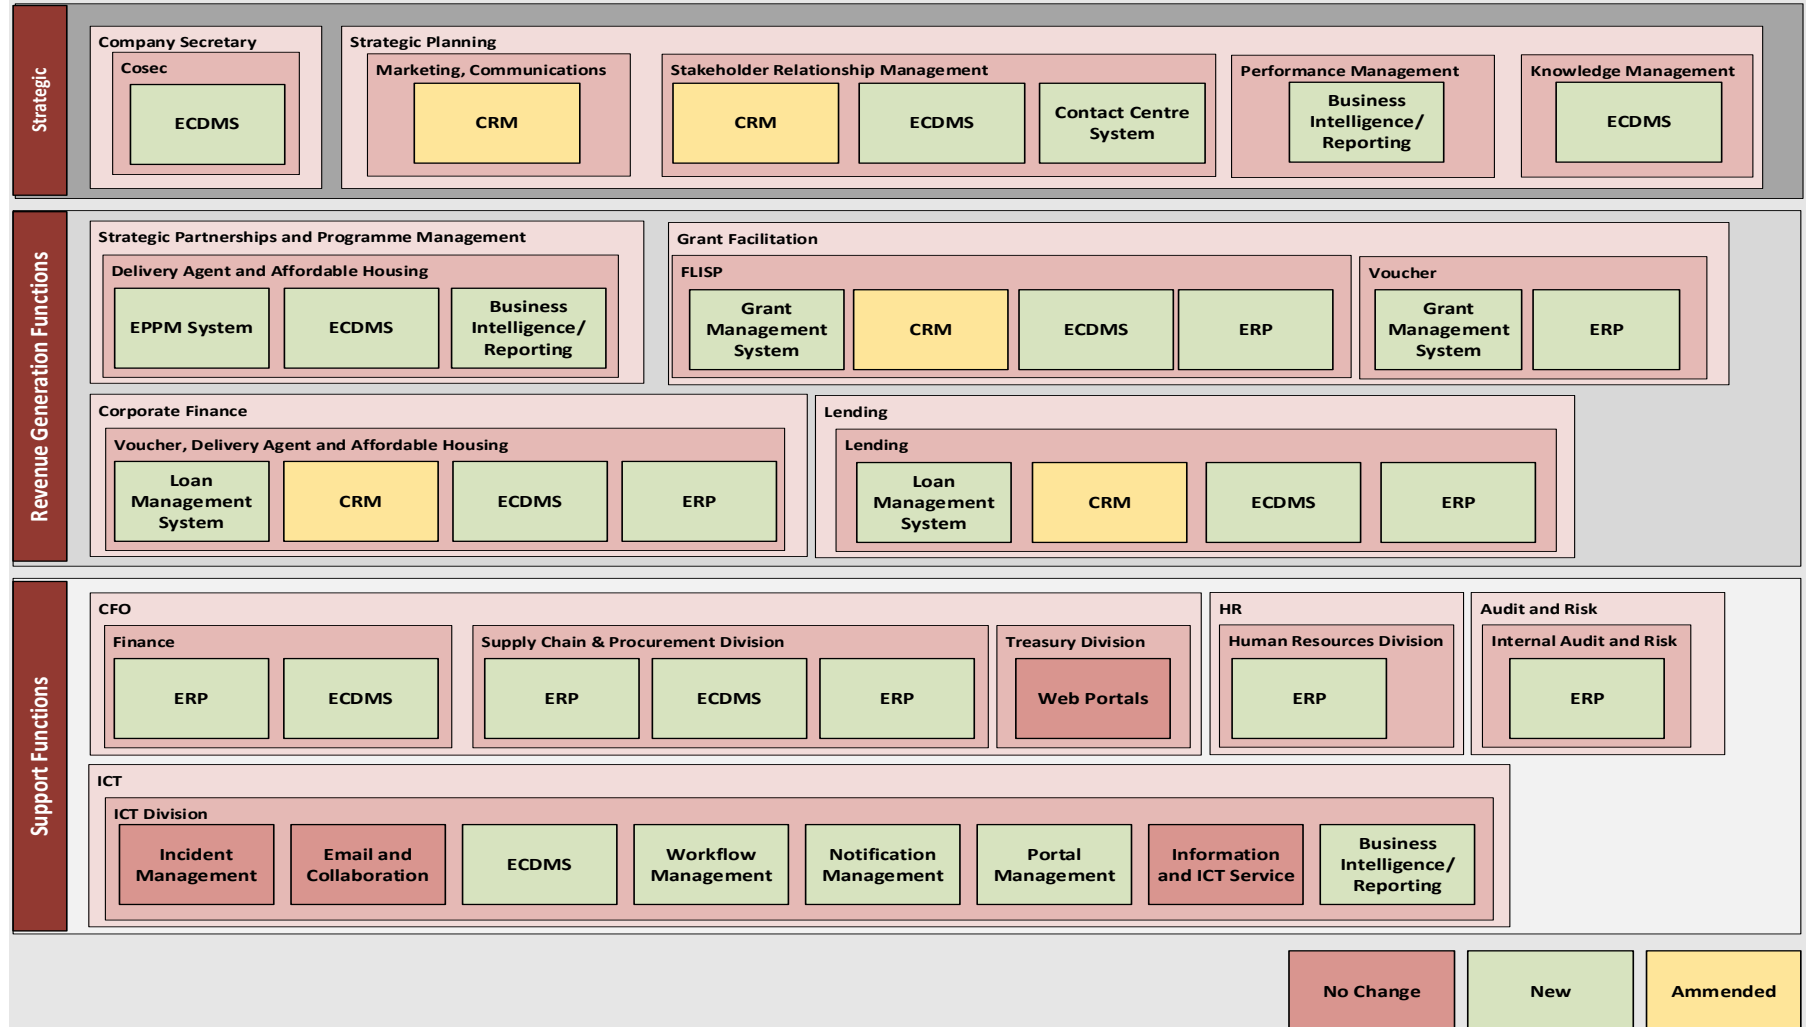 Strategic
Company Secretary
Cosec
ECDMS
Strategic Planning
Marketing, Communications
CRM
Stakeholder Relationship Management
CRM
ECDMS
Contact Centre
System
Performance Management
Business
Intelligence/
Reporting
Knowledge Management
ECDMS
Revenue Generation Functions
Strategic Partnerships and Programme Management
Delivery Agent and Affordable Housing
EPPM System
ECDMS
Business
Intelligence/
Reporting
Grant Facilitation
FLISP
Grant
Management
System
CRM
ECDMS
ERP
Voucher
Grant
Management
System
ERP
Corporate Finance
Voucher, Delivery Agent and Affordable Housing
Loan
Management
System
CRM
ECDMS
ERP
Lending
Lending
Loan
Management
System
CRM
ECDMS
ERP
Support Functions
CFO
Finance
ERP
ECDMS
Supply Chain & Procurement Division
ERP
ECDMS
ERP
Treasury Division
Web Portals
HR
Human Resources Division
ERP
Audit and Risk
Internal Audit and Risk
ERP
ICT
ICT Division
Incident
Management
Email and
Collaboration
ECDMS
Workflow
Management
Notification
Management
Portal
Management
Information
and ICT Service
Business
Intelligence/
Reporting
No Change
New
Ammended